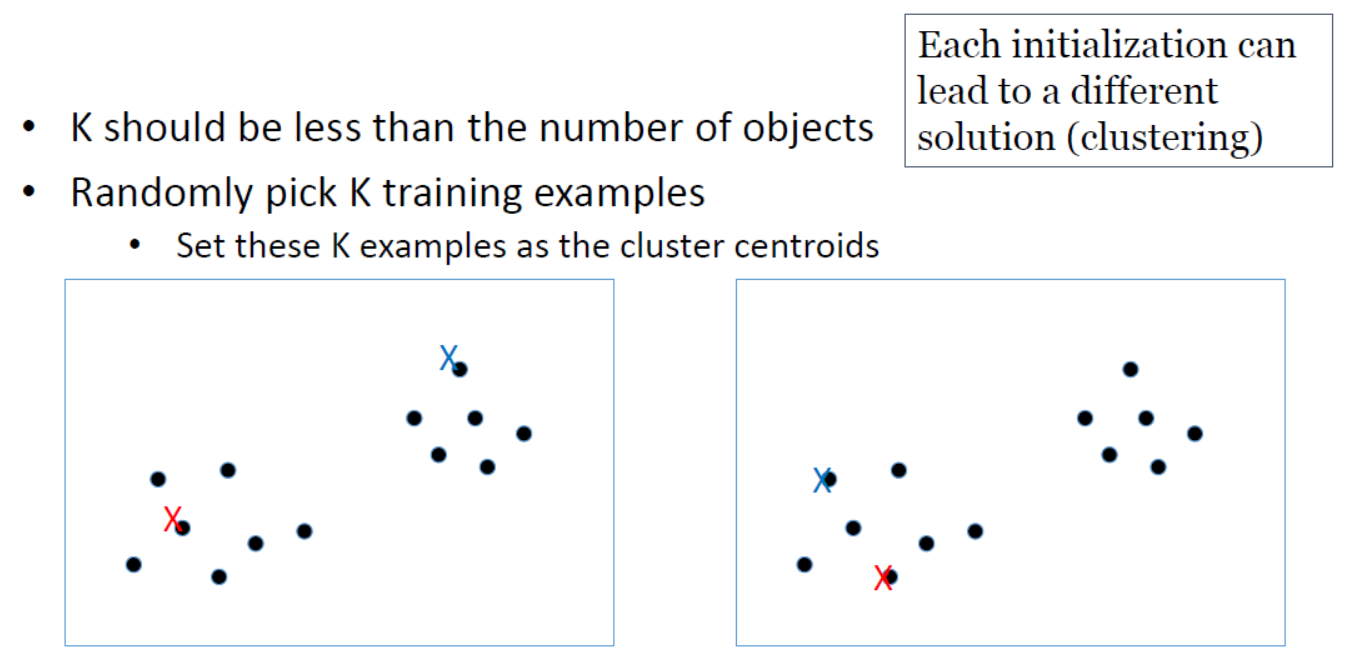 Each initialization can
lead to a different
solution (clustering)
• K should be less than the number of objects
• Randomly pick K training examples
• Set these K examples as the cluster centroids
X
X
X
X